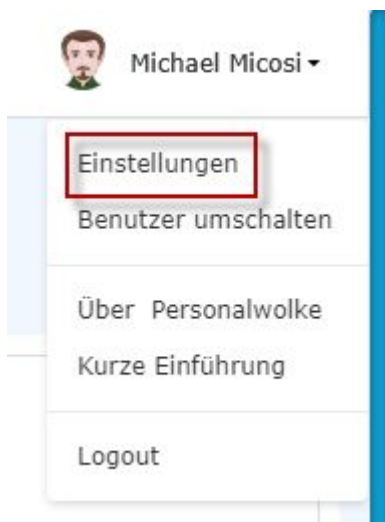 Michael Micosi
Einstellungen
Benutzer umschalten
Über Personalwolke
Kurze Einführung
Logout